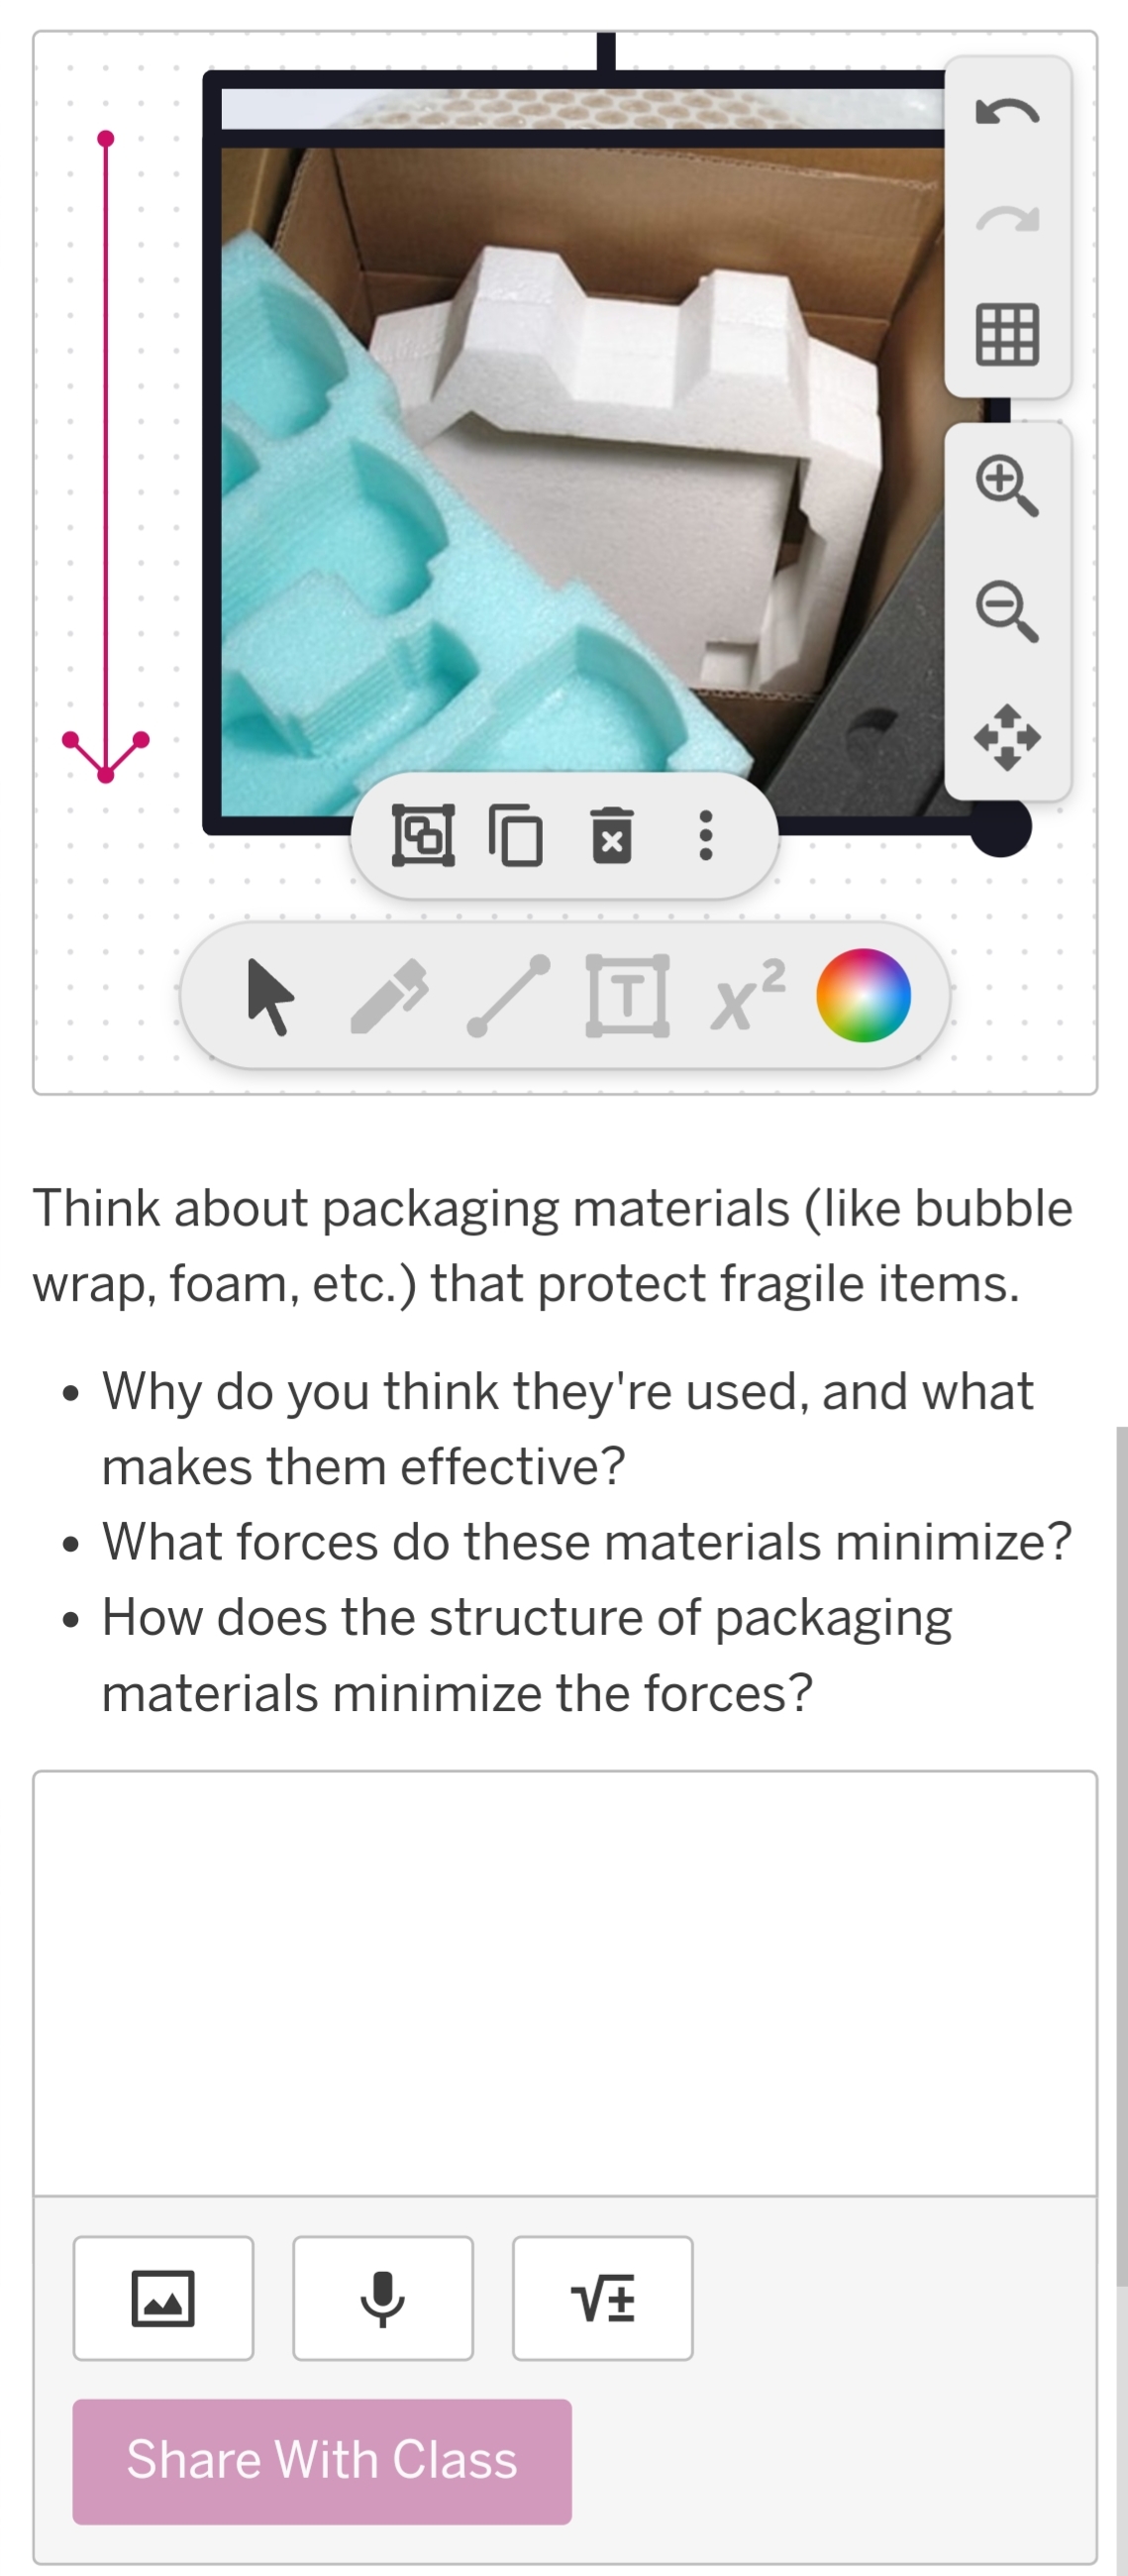 T
x²
Think about packaging materials (like bubble
wrap, foam, etc.) that protect fragile items.
• Why do you think they're used, and what
makes them effective?
• What forces do these materials minimize?
• How does the structure of packaging
materials minimize the forces?
√±
Share With Class